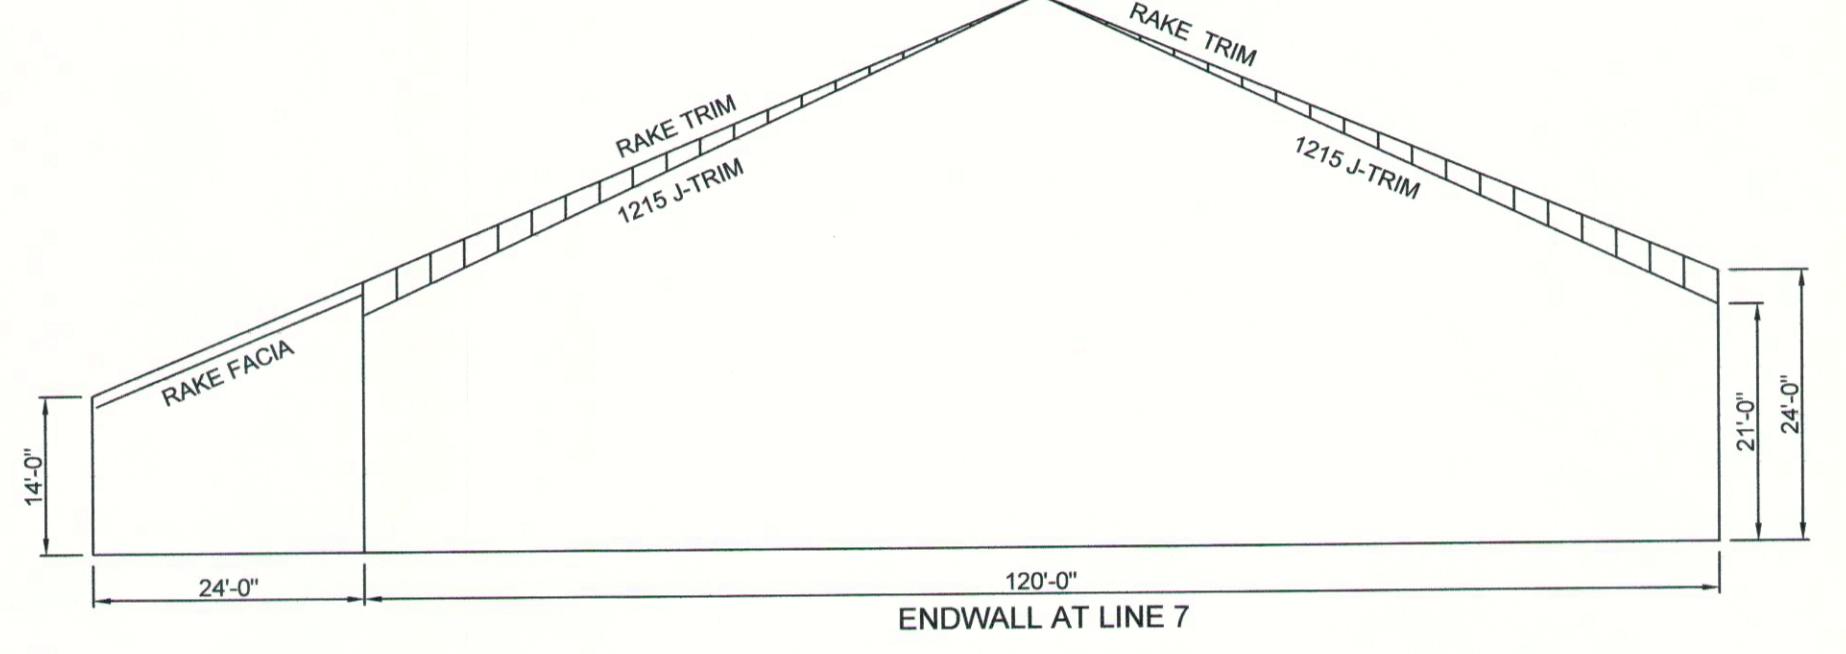 RAKE TRIM
RAKE TRIM
1215 J-TRIM
1215 J-TRIM
RAKE FACIA
14'-0"
21'-0"
24'-0"
24'-0"
120'-0"
ENDWALL AT LINE 7